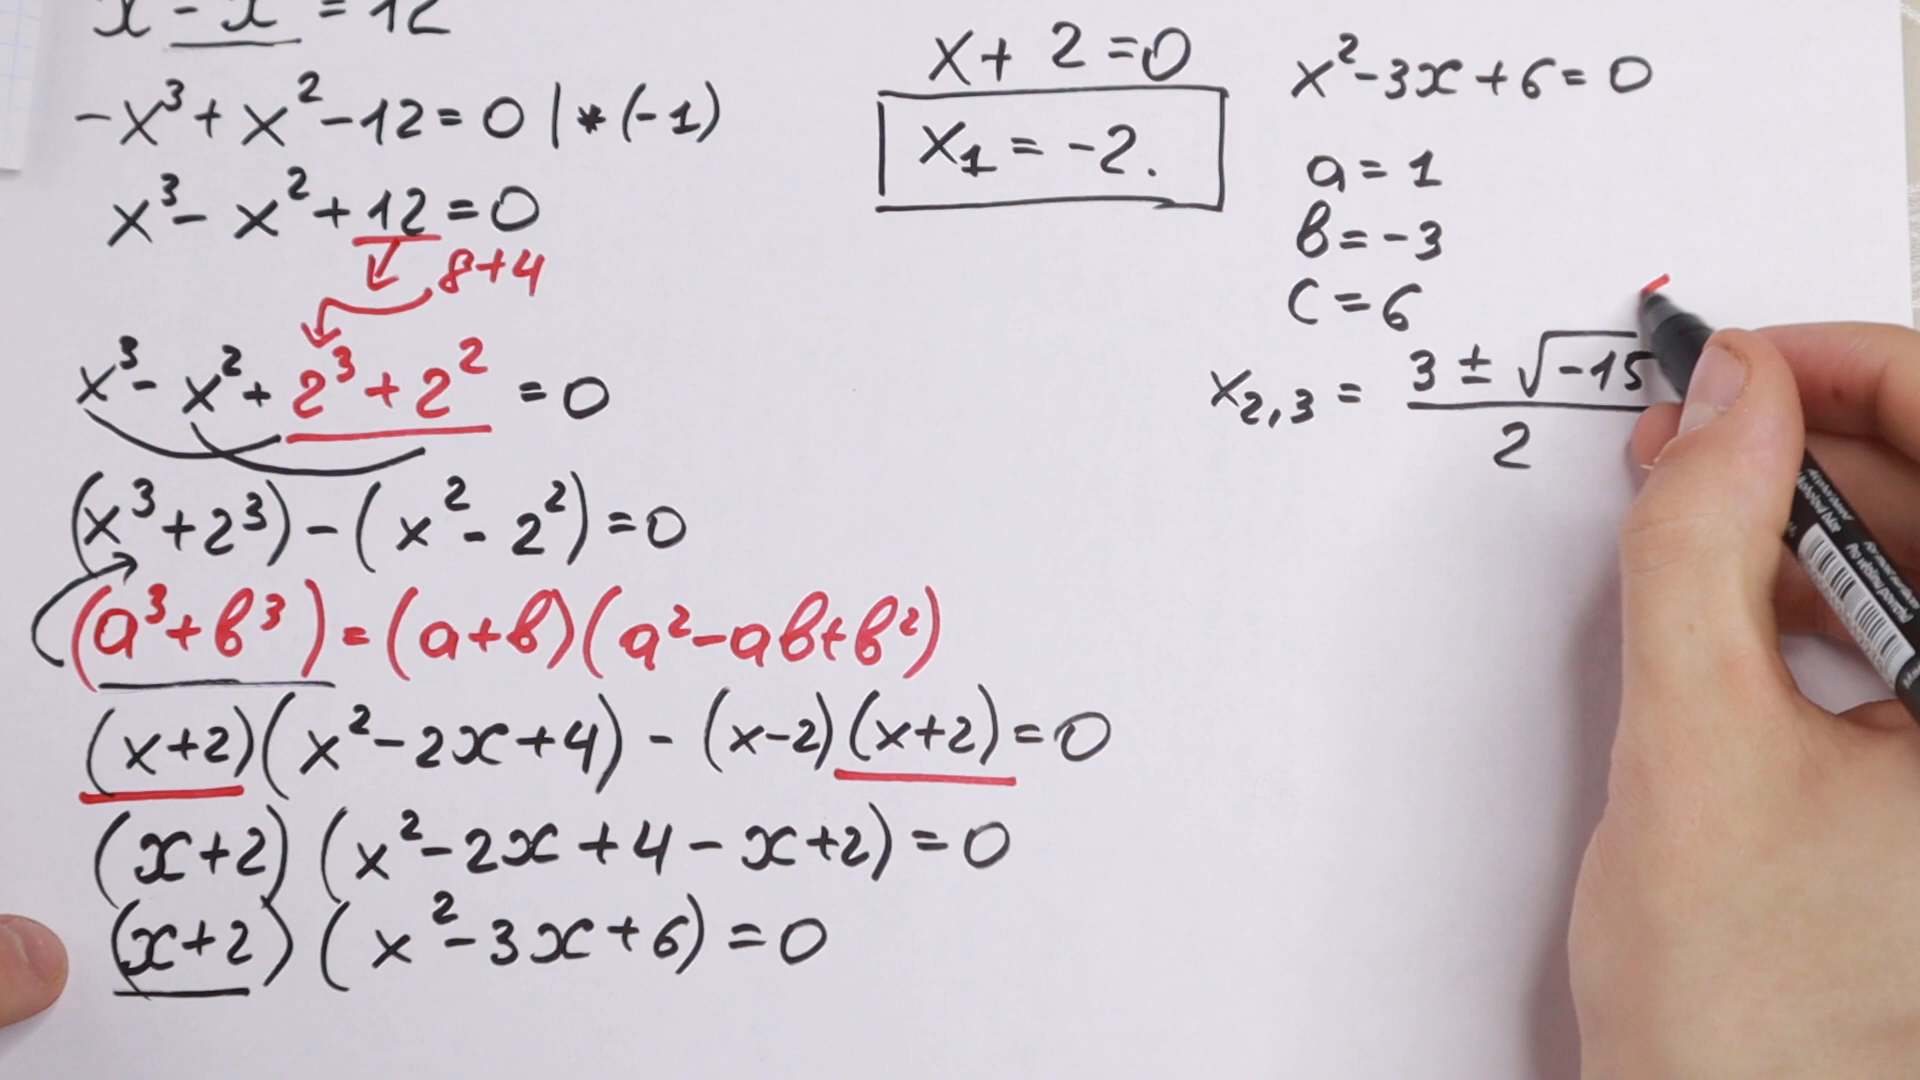 x² - x³ = 12
-x³ + x² - 12 = 0 | * (-1)
x³ - x² + 12 = 0
8+4
x³ - x² + 2³ + 2² = 0
(x³ + 2³) - (x² - 2²) = 0
(a³ + b³) = (a+b)(a² - ab + b²)
(x+2)(x² - 2x + 4) - (x-2)(x+2) = 0
(x+2)(x² - 2x + 4 - x + 2) = 0
(x+2)(x² - 3x + 6) = 0
x + 2 = 0
x₁ = -2.
x² - 3x + 6 = 0
a = 1
b = -3
c = 6
x₂,₃ = (3 ± √-15) / 2